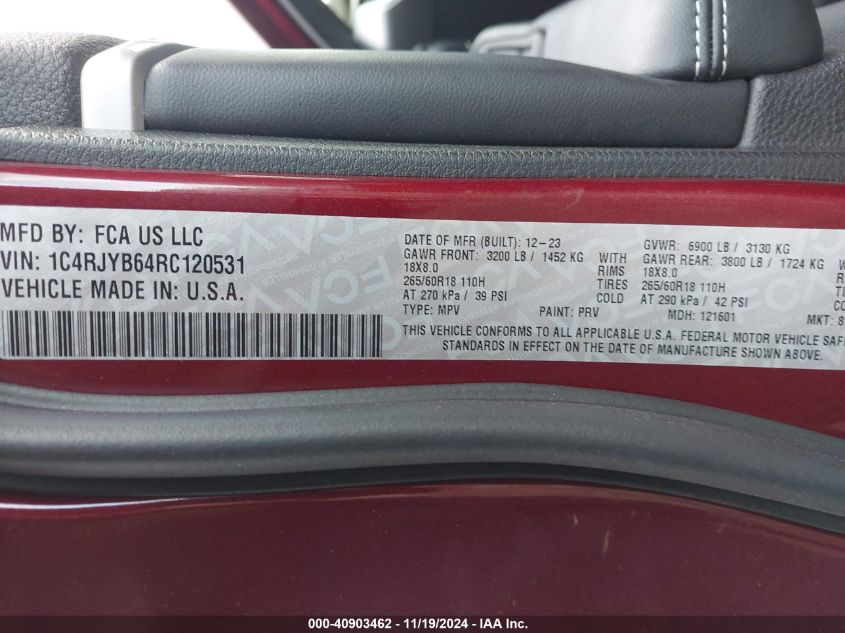 MFD BY: FCA US LLC
VIN: 1C4RJYB64RC120531
VEHICLE MADE IN: U.S.A.
DATE OF MFR (BUILT): 12-23 GVWR: 6900 LB / 3130 KG
GAWR FRONT: 3200 LB / 1452 KG WITH GAWR REAR: 3800 LB / 1724 KG
18X8.0 RIMS 18X8.0
265/60R18 110H TIRES 265/60R18 110H
AT 270 kPa / 39 PSI COLD AT 290 kPa / 42 PSI
TYPE: MPV PAINT: PRV MDH: 121601 MKT: 8
THIS VEHICLE CONFORMS TO ALL APPLICABLE U.S.A. FEDERAL MOTOR VEHICLE SAFE
STANDARDS IN EFFECT ON THE DATE OF MANUFACTURE SHOWN ABOVE.
000-40903462 - 11/19/2024 - IAA Inc.